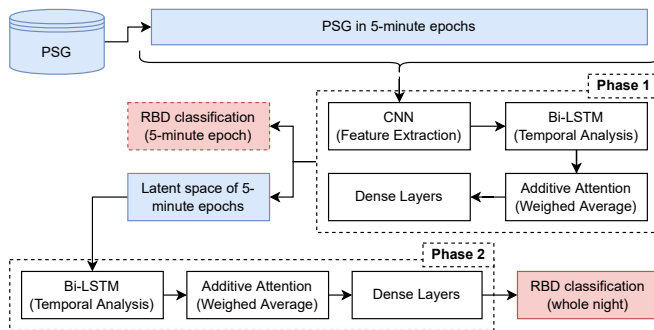 PSG
PSG in 5-minute epochs
Phase 1
CNN
(Feature Extraction)
Bi-LSTM
(Temporal Analysis)
RBD classification
(5-minute epoch)
Latent space of 5-
minute epochs
Dense Layers
Additive Attention
(Weighed Average)
Phase 2
Bi-LSTM
(Temporal Analysis)
Additive Attention
(Weighed Average)
Dense Layers
RBD classification
(whole night)